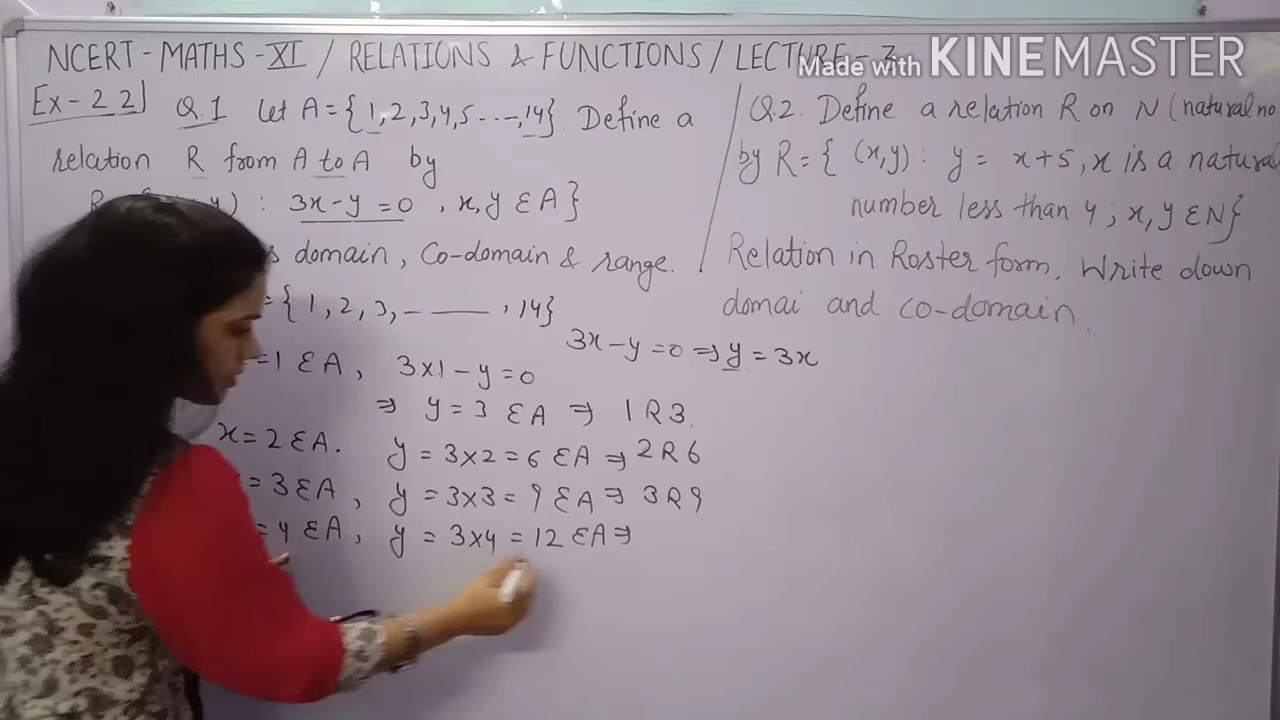 NCERT - MATHS - XI / RELATIONS & FUNCTIONS / LECTURE - 3
Made with KINEMASTER
Ex - 2 2 Q.1 let A = { 1, 2, 3, 4, 5 ---, 14} Define a
relation R from A to A by
: 3x - y = 0 , x, y ε A }
domain, Co-domain & range.
= { 1, 2, 3, - —— , 14}
3x - y = 0 ⇒ y = 3x
= 1 ε A , 3 x 1 - y = 0
⇒ y = 3 ε A ⇒ 1 R 3.
x = 2 ε A . y = 3 x 2 = 6 ε A ⇒ 2 R 6
= 3 ε A , y = 3 x 3 = 9 ε A ⇒ 3 R 9
= 4 ε A , y = 3 x 4 = 12 ε A ⇒
Q.2. Define a relation R on N (natural no
by R = { (x, y) : y = x + 5 , x is a natural
number less than 4 ; x, y ε N }
Relation in Roster form. Write down
domai and co-domain.